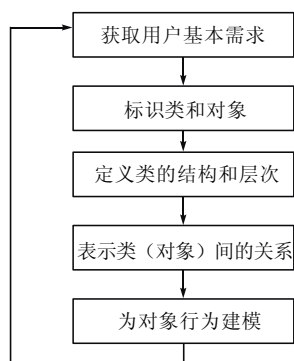 获取用户基本需求
标识类和对象
定义类的结构和层次
表示类（对象）间的关系
为对象行为建模